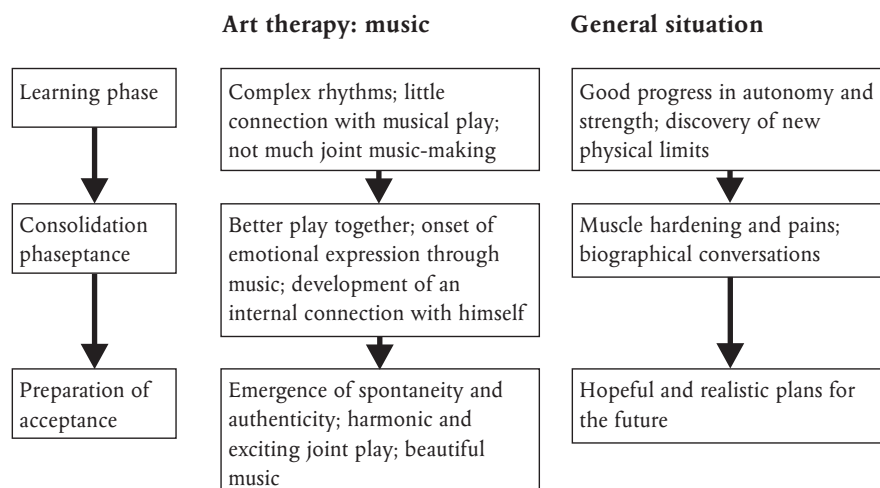 Art therapy: music
General situation
Learning phase
Complex rhythms; little
connection with musical play;
not much joint music-making
Good progress in autonomy and
strength; discovery of new
physical limits
Consolidation
phaseptance
Better play together; onset of
emotional expression through
music; development of an
internal connection with himself
Muscle hardening and pains;
biographical conversations
Preparation of
acceptance
Emergence of spontaneity and
authenticity; harmonic and
exciting joint play; beautiful
music
Hopeful and realistic plans for
the future